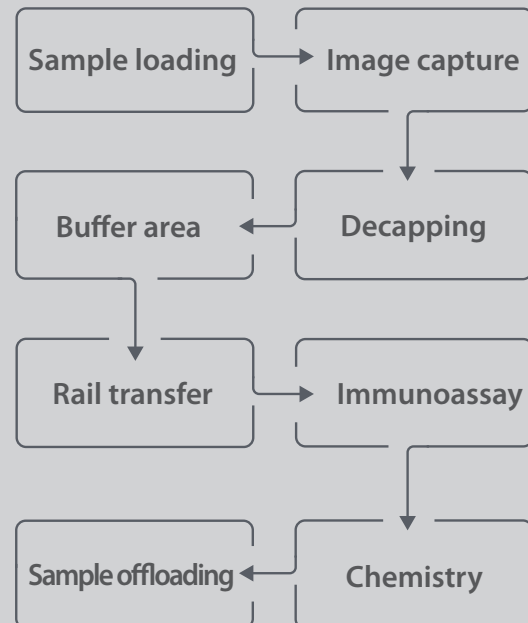 Sample loading
Image capture
Decapping
Buffer area
Rail transfer
Immunoassay
Chemistry
Sample offloading